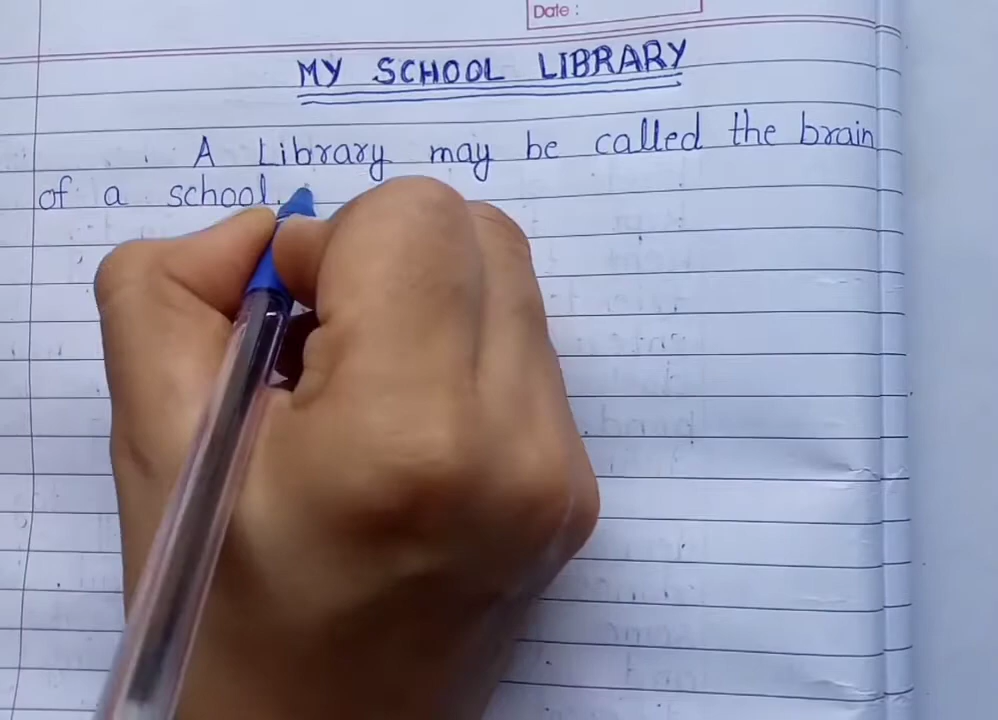 Date :
MY SCHOOL LIBRARY
A Library may be called the brain
of a school.